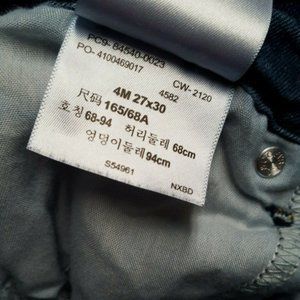 PC9- 84540-0023
PO- 4100469017
CW- 2120
4582
4M 27x30
尺码 165/68A
호칭 허리둘레 68cm
68-94
엉덩이둘레 94cm
S54961
NXBD